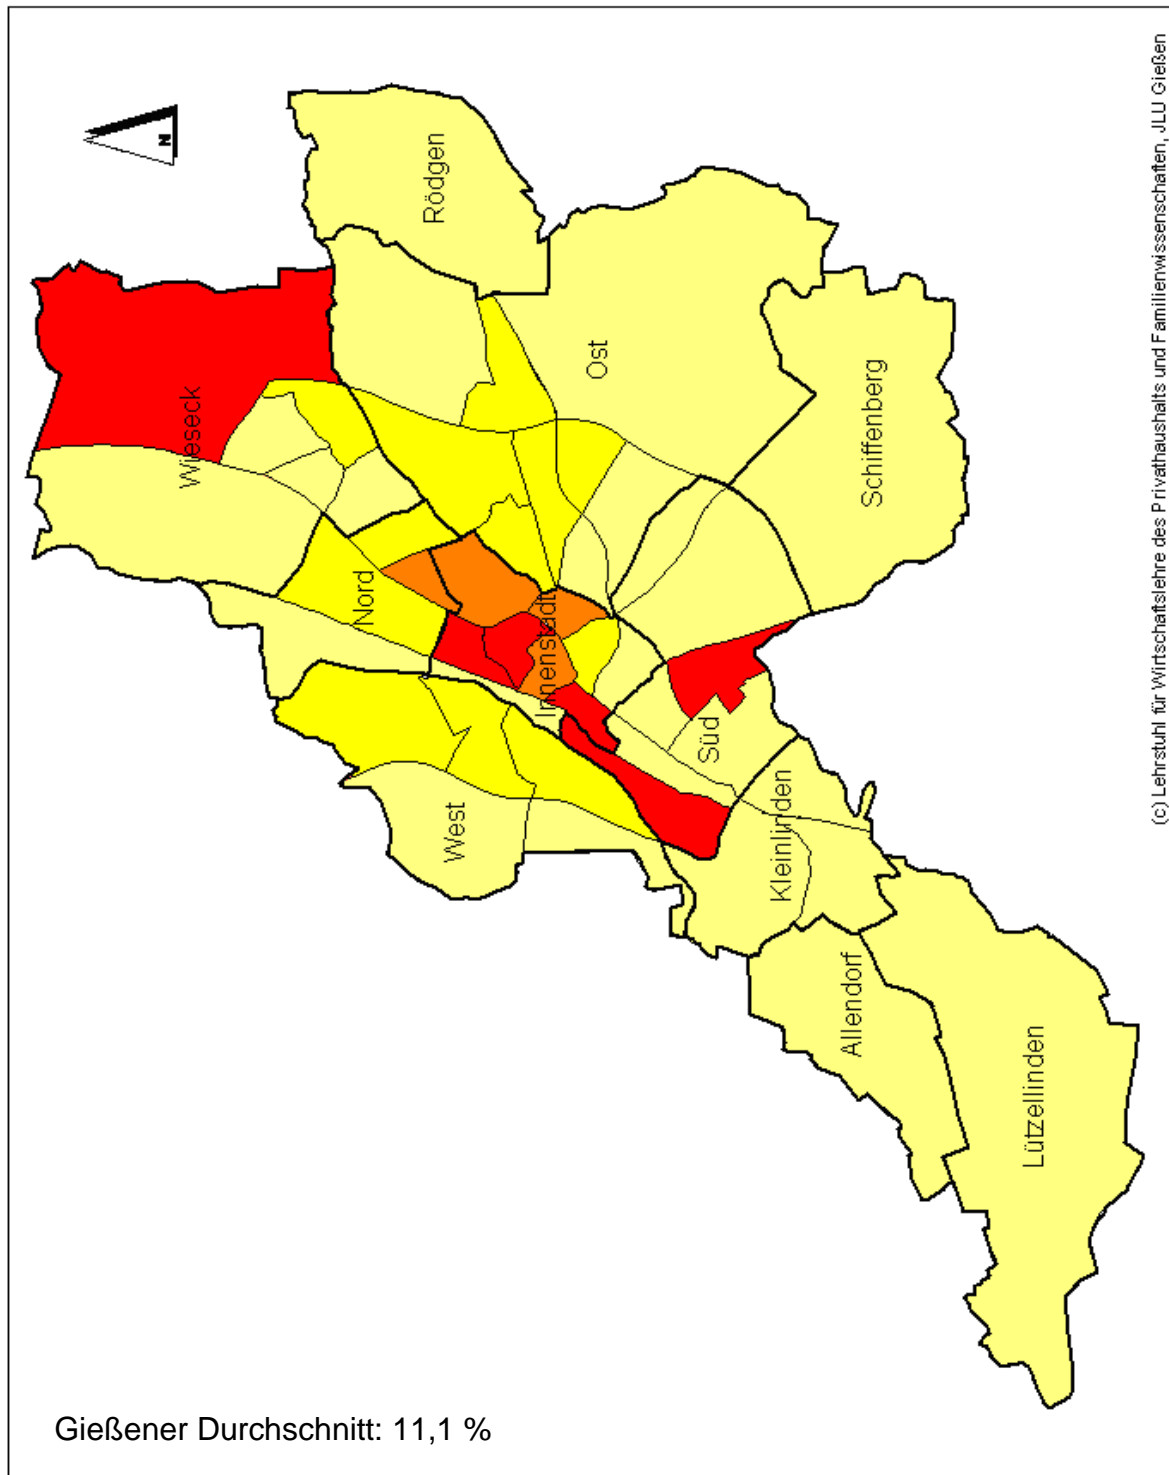 N
Rödgen
Wieseck
Ost
Schiffenberg
Nord
Innenstadt
Süd
West
Kleinlinden
Allendorf
Lützellinden
Gießener Durchschnitt: 11,1 %
(c) Lehrstuhl für Wirtschaftslehre des Privathaushalts und Familienwissenschaften, JLU Gießen